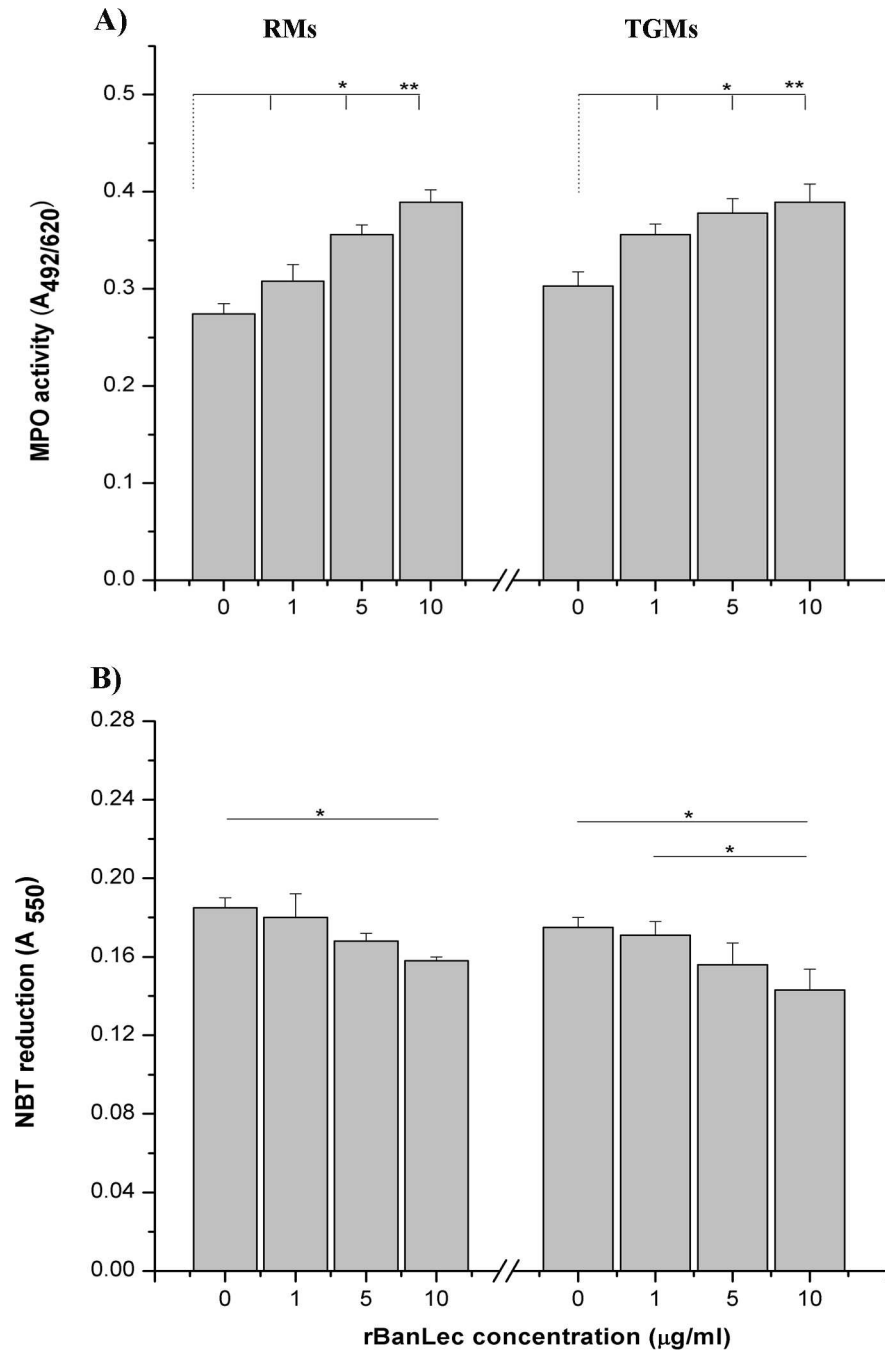 A)
RMs
TGMs
MPO activity (A492/620)
0.5
0.4
0.3
0.2
0.1
0.0
* ** * **
0 1 5 10 0 1 5 10
B)
NBT reduction (A 550)
0.28
0.24
0.20
0.16
0.12
0.08
0.04
0.00
* *
*
0 1 5 10 0 1 5 10
rBanLec concentration (μg/ml)